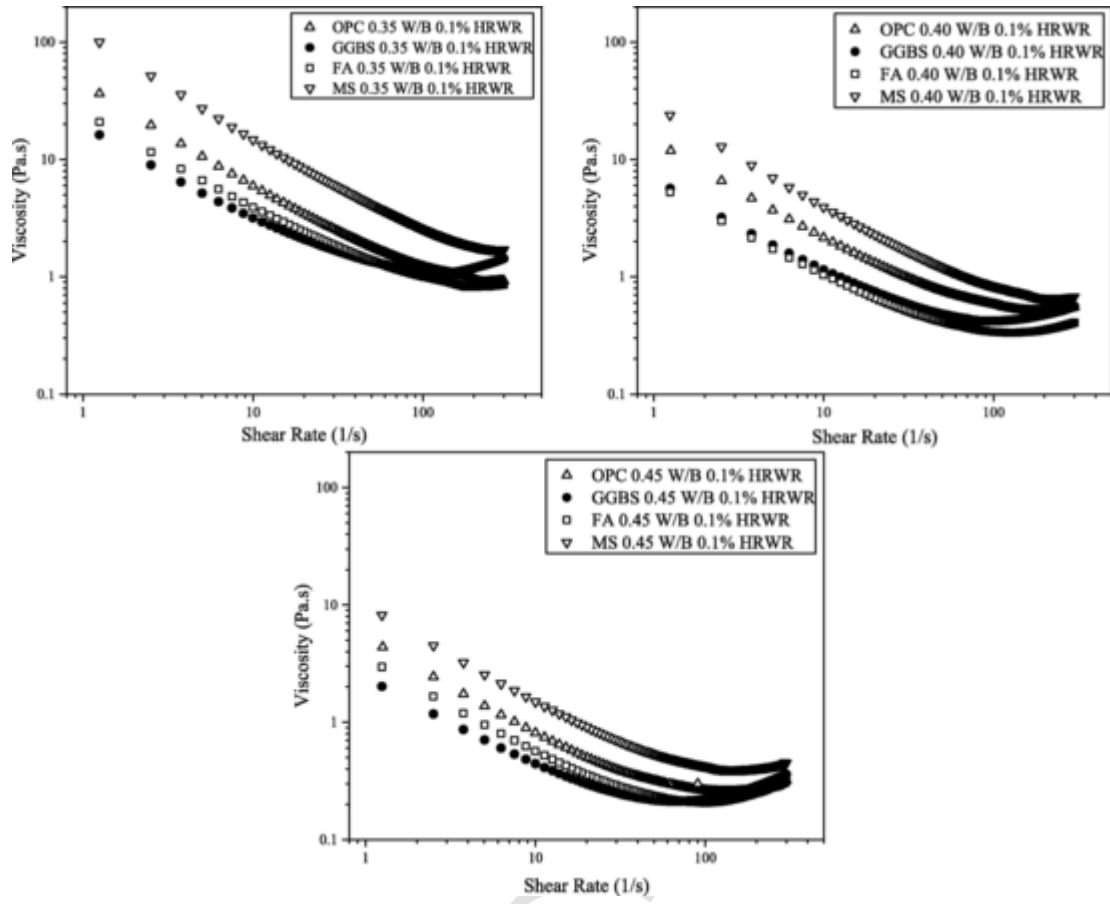 OPC 0.35 W/B 0.1% HRWR
GGBS 0.35 W/B 0.1% HRWR
FA 0.35 W/B 0.1% HRWR
MS 0.35 W/B 0.1% HRWR
100
10
1
0.1
Viscosity (Pa.s)
1
10
100
Shear Rate (1/s)
OPC 0.40 W/B 0.1% HRWR
GGBS 0.40 W/B 0.1% HRWR
FA 0.40 W/B 0.1% HRWR
MS 0.40 W/B 0.1% HRWR
100
10
1
0.1
Viscosity (Pa.s)
1
10
100
Shear Rate (1/s)
OPC 0.45 W/B 0.1% HRWR
GGBS 0.45 W/B 0.1% HRWR
FA 0.45 W/B 0.1% HRWR
MS 0.45 W/B 0.1% HRWR
100
10
1
0.1
Viscosity (Pa.s)
1
10
100
Shear Rate (1/s)